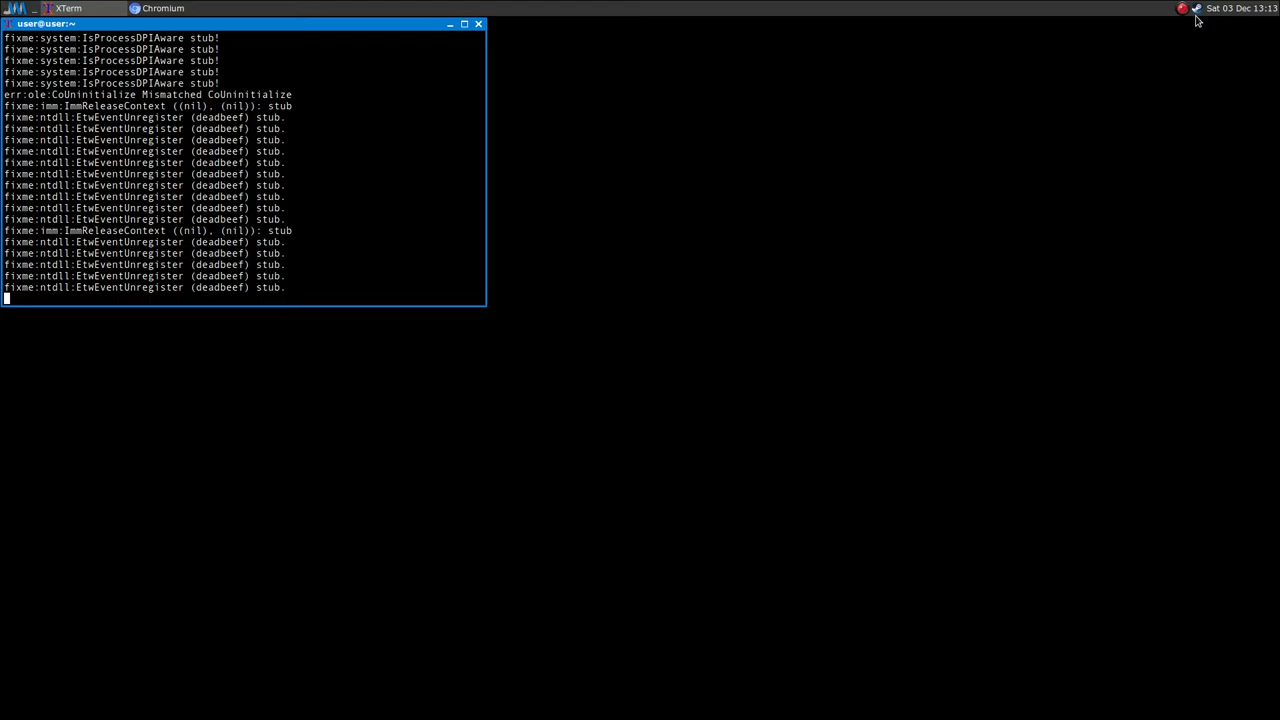 XTerm
Chromium
Sat 03 Dec 13:13
user@user:~
fixme:system:IsProcessDPIAware stub!
fixme:system:IsProcessDPIAware stub!
fixme:system:IsProcessDPIAware stub!
fixme:system:IsProcessDPIAware stub!
fixme:system:IsProcessDPIAware stub!
err:ole:CoUninitialize Mismatched CoUninitialize
fixme:imm:ImmReleaseContext ((nil), (nil)): stub
fixme:ntdll:EtwEventUnregister (deadbeef) stub.
fixme:ntdll:EtwEventUnregister (deadbeef) stub.
fixme:ntdll:EtwEventUnregister (deadbeef) stub.
fixme:ntdll:EtwEventUnregister (deadbeef) stub.
fixme:ntdll:EtwEventUnregister (deadbeef) stub.
fixme:ntdll:EtwEventUnregister (deadbeef) stub.
fixme:ntdll:EtwEventUnregister (deadbeef) stub.
fixme:ntdll:EtwEventUnregister (deadbeef) stub.
fixme:ntdll:EtwEventUnregister (deadbeef) stub.
fixme:ntdll:EtwEventUnregister (deadbeef) stub.
fixme:imm:ImmReleaseContext ((nil), (nil)): stub
fixme:ntdll:EtwEventUnregister (deadbeef) stub.
fixme:ntdll:EtwEventUnregister (deadbeef) stub.
fixme:ntdll:EtwEventUnregister (deadbeef) stub.
fixme:ntdll:EtwEventUnregister (deadbeef) stub.
fixme:ntdll:EtwEventUnregister (deadbeef) stub.